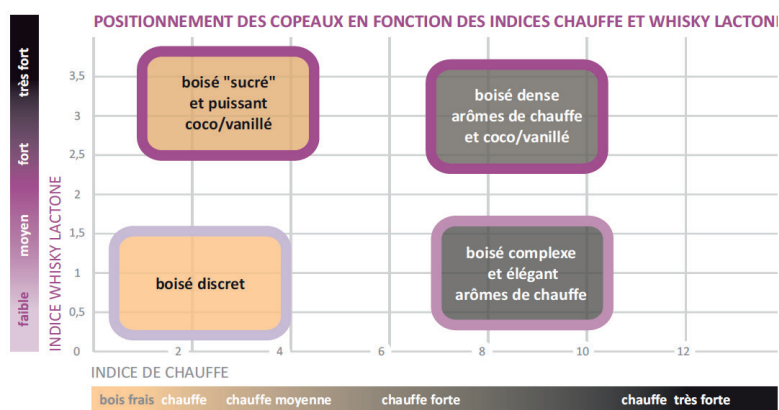 POSITIONNEMENT DES COPEAUX EN FONCTION DES INDICES CHAUFFE ET WHISKY LACTONE
très fort
fort
moyen
faible
INDICE WHISKY LACTONE
3,5
3
2,5
2
1,5
1
0,5
0
boisé "sucré"
et puissant
coco/vanillé
boisé dense
arômes de chauffe
et coco/vanillé
boisé discret
boisé complexe
et élégant
arômes de chauffe
2
4
6
8
10
12
INDICE DE CHAUFFE
bois frais chauffe chauffe moyenne chauffe forte chauffe très forte